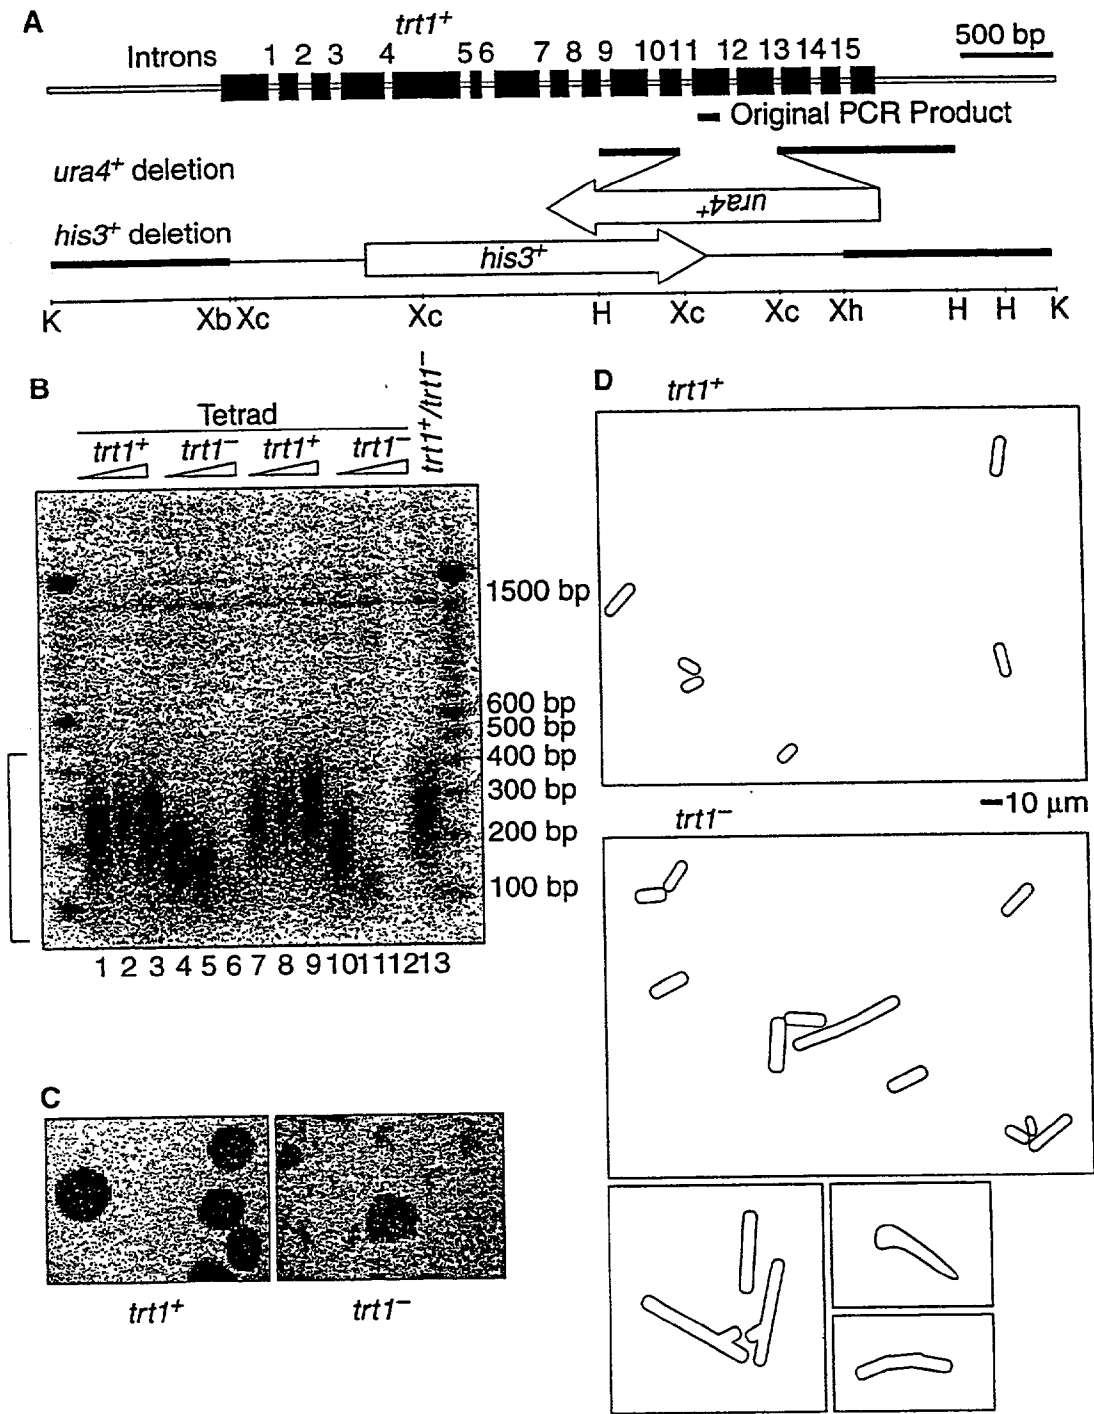 A
trt1+
Introns 1 2 3 4 5 6 7 8 9 10 11 12 13 14 15
500 bp
Original PCR Product
ura4+ deletion
ura4+
his3+ deletion
his3+
K Xb Xc Xc H Xc Xc Xh H H K
B
Tetrad
trt1+ trt1− trt1+ trt1− trt1+/trt1−
1500 bp
600 bp
500 bp
400 bp
300 bp
200 bp
100 bp
1 2 3 4 5 6 7 8 9 10 11 12 13
C
trt1+ trt1−
D
trt1+
10 µm
trt1−